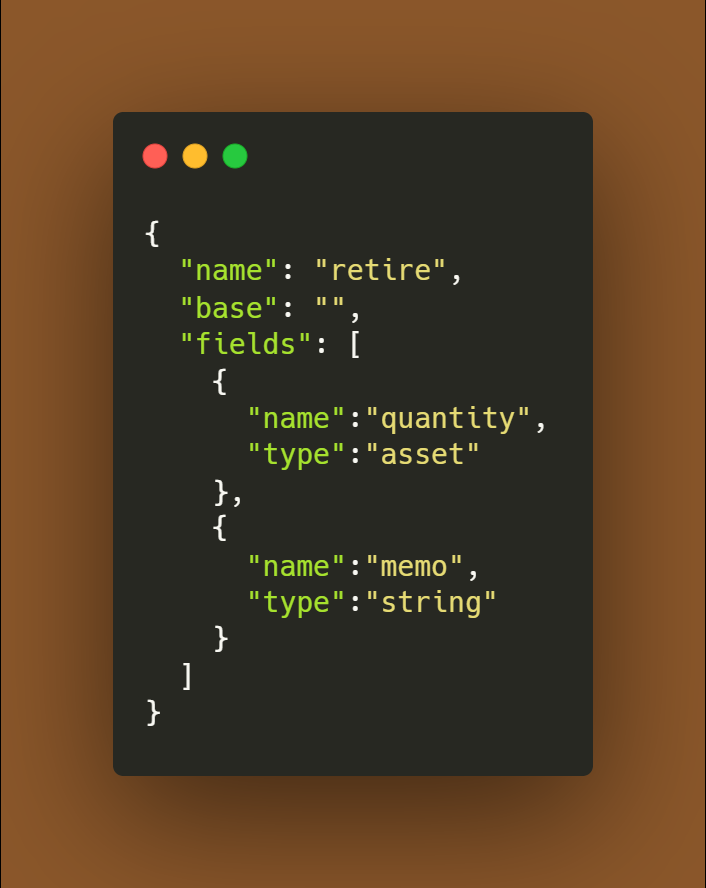 {
  "name": "retire",
  "base": "",
  "fields": [
    {
      "name":"quantity",
      "type":"asset"
    },
    {
      "name":"memo",
      "type":"string"
    }
  ]
}